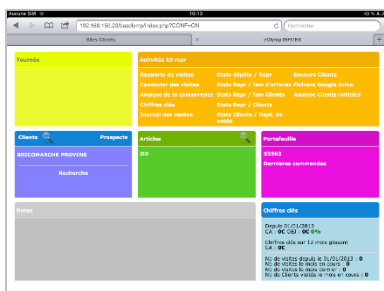 Aucune SIM
10:13
40 %
192.168.150.23/baseolymp/index.php?CONF=ON
Rechercher
Sites Clients
Tournée
Activités 50 repr
Rapports de visites
Stats dépôts / Repr
Encours Clients
Calendrier des visites
Stats Repr / fam d'articles
Fichiers Google Drive
Analyse de la concurrence
Stats Repr / fam Clients
Analyse Clients/articles
Chiffres clés
Stats Repr / Clients
Journal des ventes
Stats Clients / Dept. de vente
Clients
Prospects
BRICOMARCHE PROVINS
Recherche
Articles
DD
Portefeuille
Dernieres commandes
Notes
Chiffres clés
Depuis 01/01/2013
CA : 0€ OBJ : 0€ 0%
Chiffres clés sur 12 mois glissant
CA : 0€
Nb de visites depuis le 01/01/2013 : 0
Nb de visites le mois en cours : 0
Nb de visites le mois dernier : 0
Nb de Clients visités le mois en cours : 0